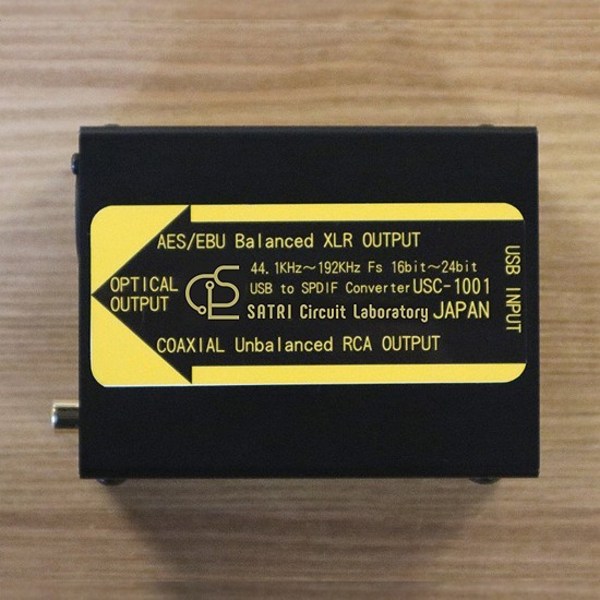 AES/EBU Balanced XLR OUTPUT
44.1KHz～192KHz Fs 16bit～24bit
OPTICAL OUTPUT
USB to SPDIF Converter USC-1001
SATRI Circuit Laboratory JAPAN
COAXIAL Unbalanced RCA OUTPUT
USB INPUT